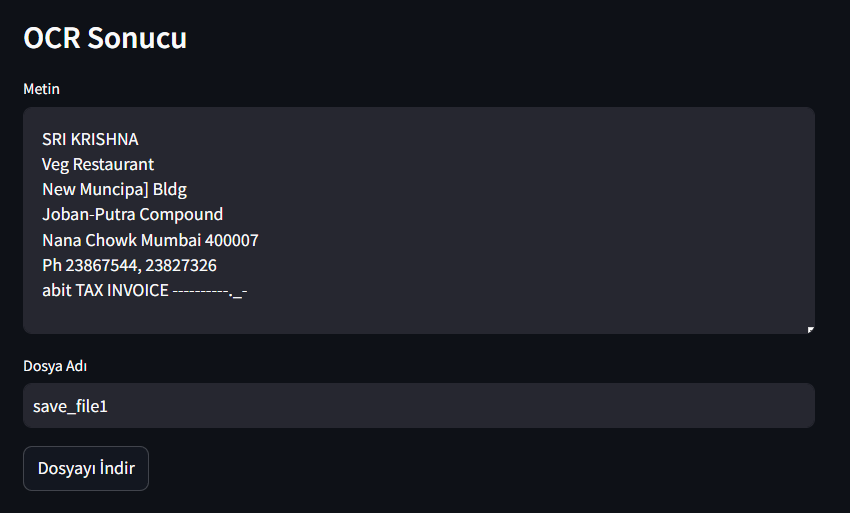 OCR Sonucu
Metin
SRI KRISHNA
Veg Restaurant
New Muncipa] Bldg
Joban-Putra Compound
Nana Chowk Mumbai 400007
Ph 23867544, 23827326
abit TAX INVOICE ----------._-
Dosya Adı
save_file1
Dosyayı İndir